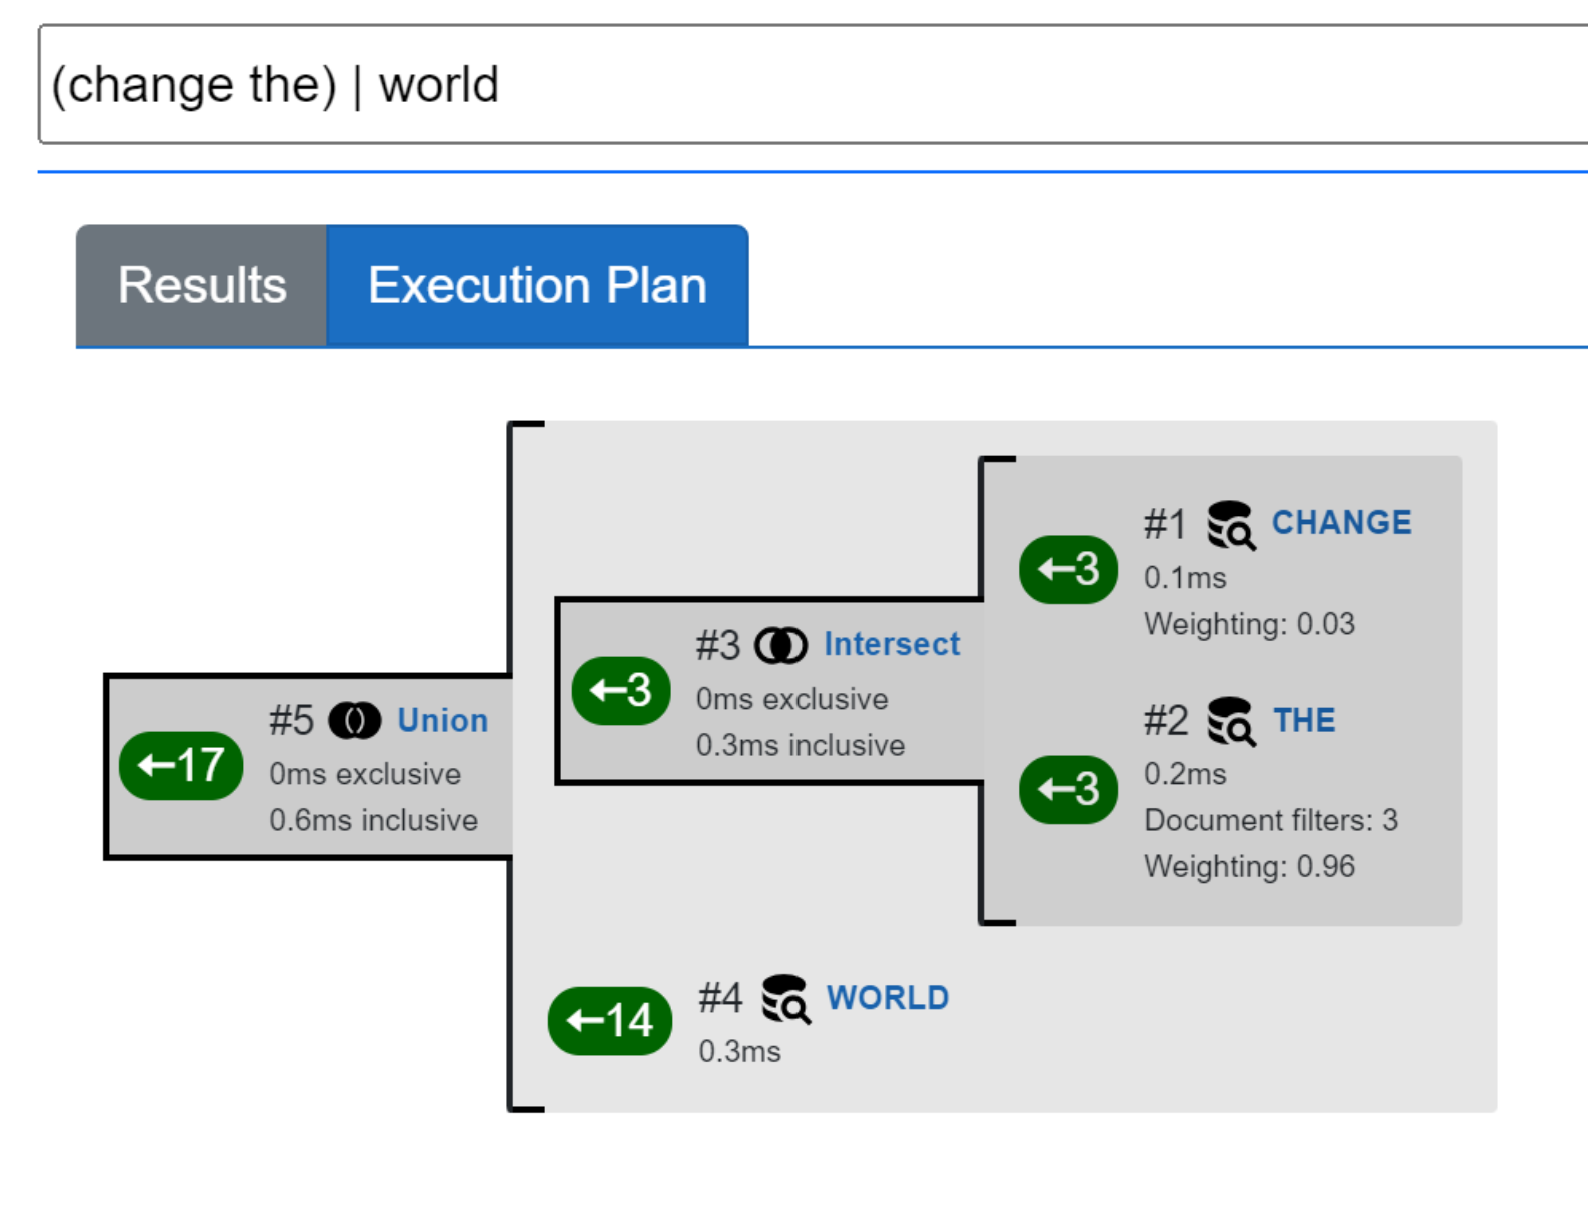 (change the) | world
Results
Execution Plan
←17
#5 Union
0ms exclusive
0.6ms inclusive
←3
#3 Intersect
0ms exclusive
0.3ms inclusive
←3
#1 CHANGE
0.1ms
Weighting: 0.03
←3
#2 THE
0.2ms
Document filters: 3
Weighting: 0.96
←14
#4 WORLD
0.3ms